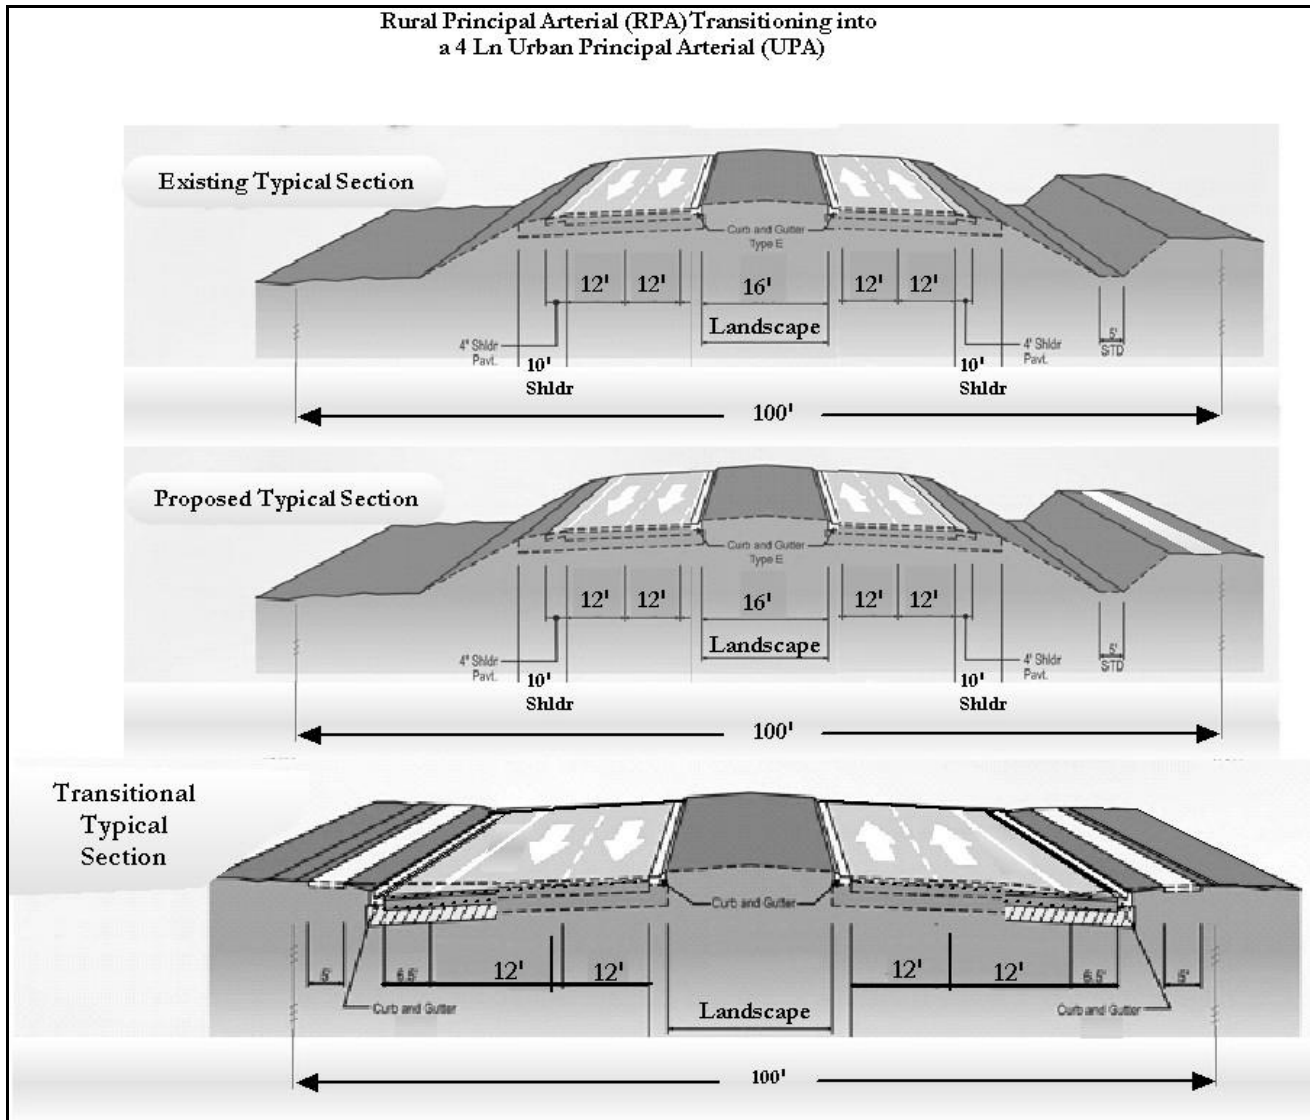 Rural Principal Arterial (RPA) Transitioning into
a 4 Ln Urban Principal Arterial (UPA)
Existing Typical Section
Curb and Gutter
Type E
12' 12' 16' 12' 12'
Landscape
4" Shldr
Pavt.
10'
Shldr
4' Shldr
Pavt.
10'
Shldr
5'
STD
100'
Proposed Typical Section
Curb and Gutter
Type E
12' 12' 16' 12' 12'
Landscape
4" Shldr
Pavt.
10'
Shldr
4' Shldr
Pavt.
10'
Shldr
5'
STD
100'
Transitional
Typical
Section
Curb and Gutter
5' 6.5' 12' 12' 12' 12' 6.5' 5'
Landscape
Curb and Gutter
Curb and Gutter
100'